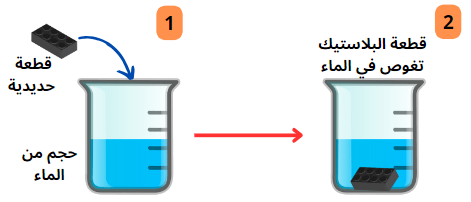 1
قطعة
حديدية
حجم من
الماء
2
قطعة البلاستيك
تغوص في الماء